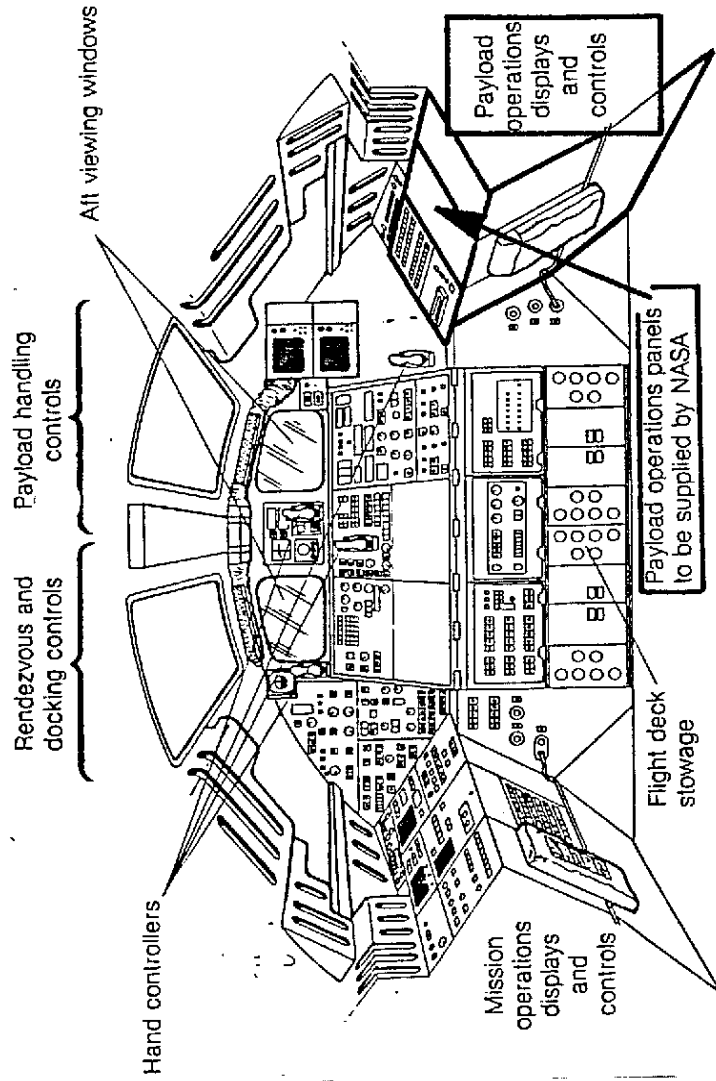 Rendezvous and
docking controls
Payload handling
controls
Aft viewing windows
Hand controllers
Mission
operations
displays
and
controls
Flight deck
stowage
Payload operations panels
to be supplied by NASA
Payload
operations
displays
and
controls